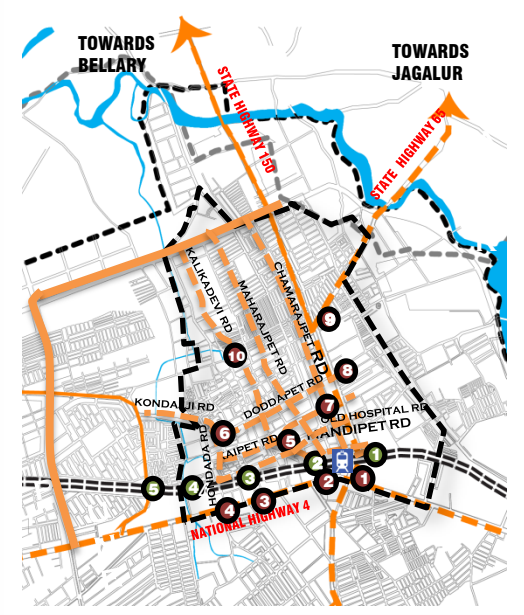 TOWARDS
BELLARY
TOWARDS
JAGALUR
STATE HIGHWAY 150
STATE HIGHWAY 65
KALIKADEVI RD
MAHARAJPET RD
CHAMARAJPET RD
9
10
8
DODDAPET RD
KONDAJJI RD
7
OLD HOSPITAL RD
MANDIPET RD
6
5
AIPET RD
HONDADA RD
1
2
3
4
5
1
2
3
4
NATIONAL HIGHWAY 4